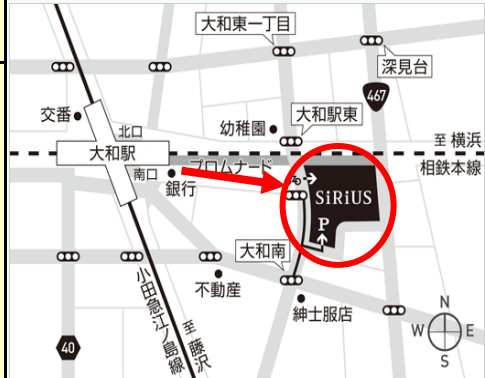 大和東一丁目
深見台
467
交番
幼稚園
大和駅東
北口
至 横浜
大和駅
プロムナード
相鉄本線
南口
銀行
SiRiUS
P
大和南
不動産
小田急江ノ島線
至 藤沢
紳士服店
40
N
W E
S